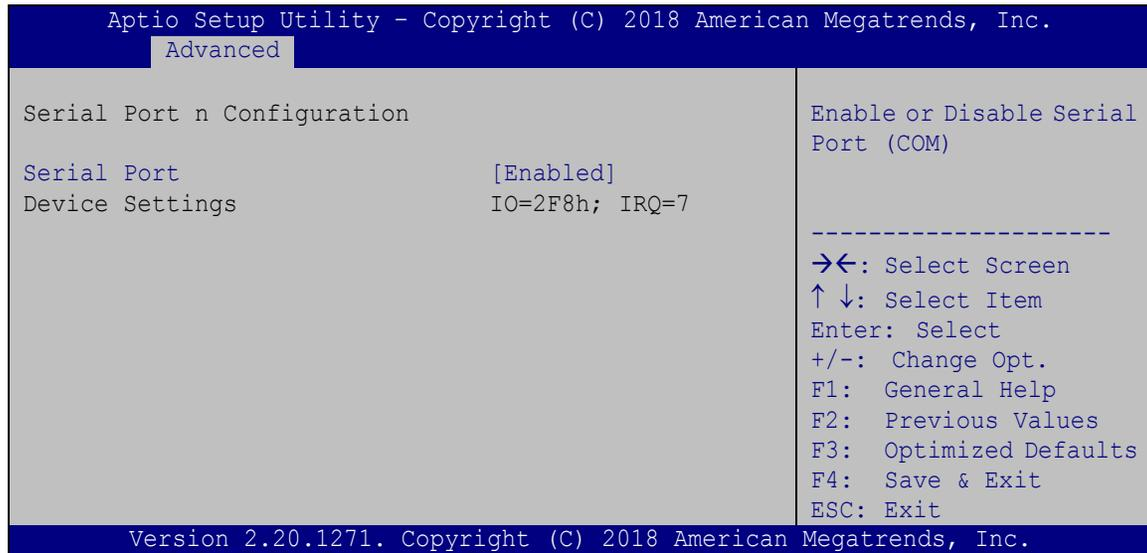 Aptio Setup Utility – Copyright (C) 2018 American Megatrends, Inc.
Advanced
Serial Port n Configuration
Serial Port [Enabled]
Device Settings IO=2F8h; IRQ=7
Enable or Disable Serial
Port (COM)
---------------------
→←: Select Screen
↑ ↓: Select Item
Enter: Select
+/-: Change Opt.
F1: General Help
F2: Previous Values
F3: Optimized Defaults
F4: Save & Exit
ESC: Exit
Version 2.20.1271. Copyright (C) 2018 American Megatrends, Inc.